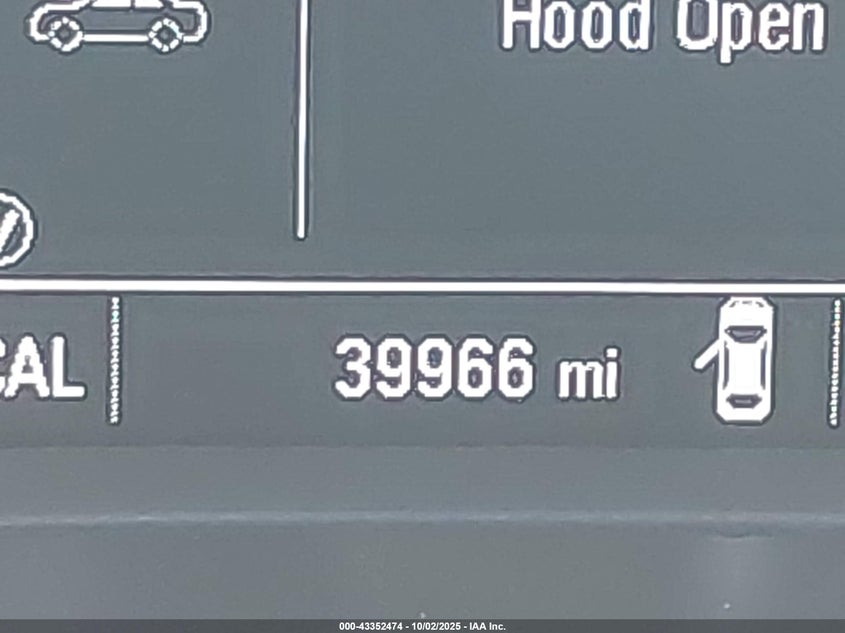 Hood Open
CAL
39966 mi
000-43352474 - 10/02/2025 - IAA Inc.